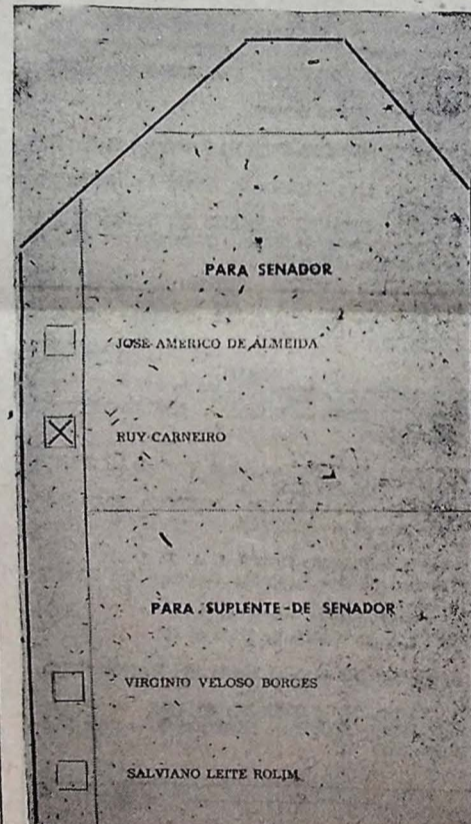 PARA SENADOR
JOSE AMERICO DE ALMEIDA
RUY CARNEIRO
PARA SUPLENTE DE SENADOR
VIRGINIO VELOSO BORGES
SALVIANO LEITE ROLIM